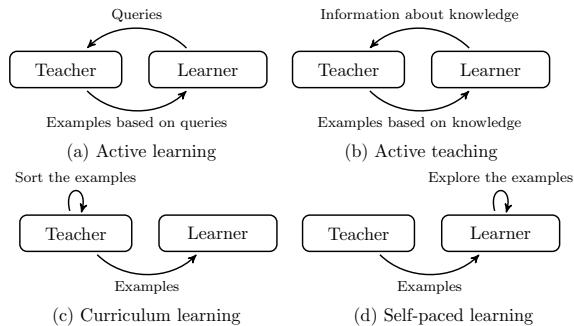 Queries
Teacher
Learner
Examples based on queries
(a) Active learning
Information about knowledge
Teacher
Learner
Examples based on knowledge
(b) Active teaching
Sort the examples
Teacher
Learner
Examples
(c) Curriculum learning
Explore the examples
Teacher
Learner
Examples
(d) Self-paced learning